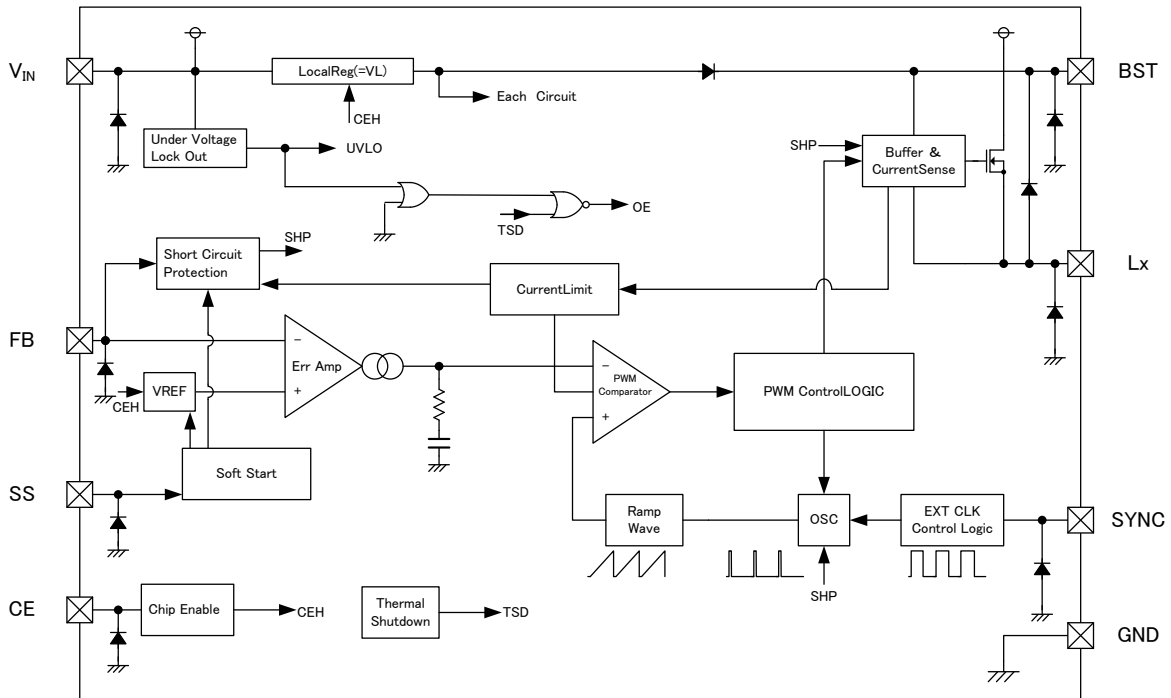 VIN
LocalReg(=VL)
BST
Each Circuit
CEH
Under Voltage
Lock Out
UVLO
SHP
Buffer &
CurrentSense
OE
TSD
SHP
Short Circuit
Protection
Lx
CurrentLimit
FB
−
Err Amp
+
−
PWM
Comparator
+
PWM ControlLOGIC
VREF
CEH
Soft Start
SS
Ramp
Wave
OSC
EXT CLK
Control Logic
SYNC
SHP
CE
Chip Enable
CEH
Thermal
Shutdown
TSD
GND